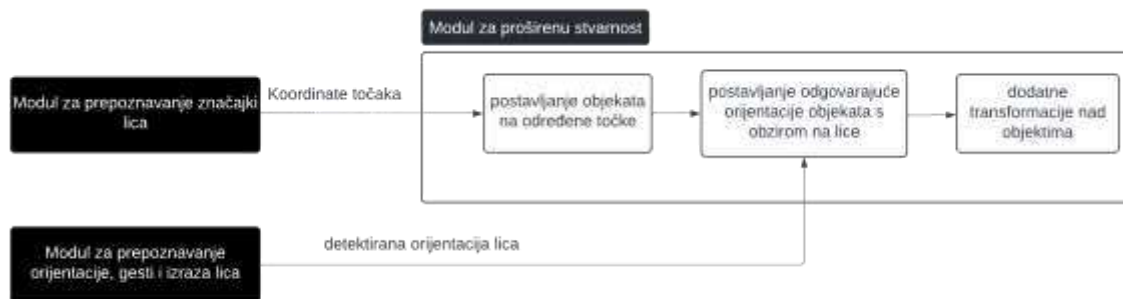 Modul za proširenu stvarnost
Modul za prepoznavanje značajki
lica
Koordinate točaka
postavljanje objekata
na određene točke
postavljanje odgovarajuće
orijentacije objekata s
obzirom na lice
dodatne
transformacije nad
objektima
Modul za prepoznavanje
orijentacije, gesti i izraza lica
detektirana orijentacija lica